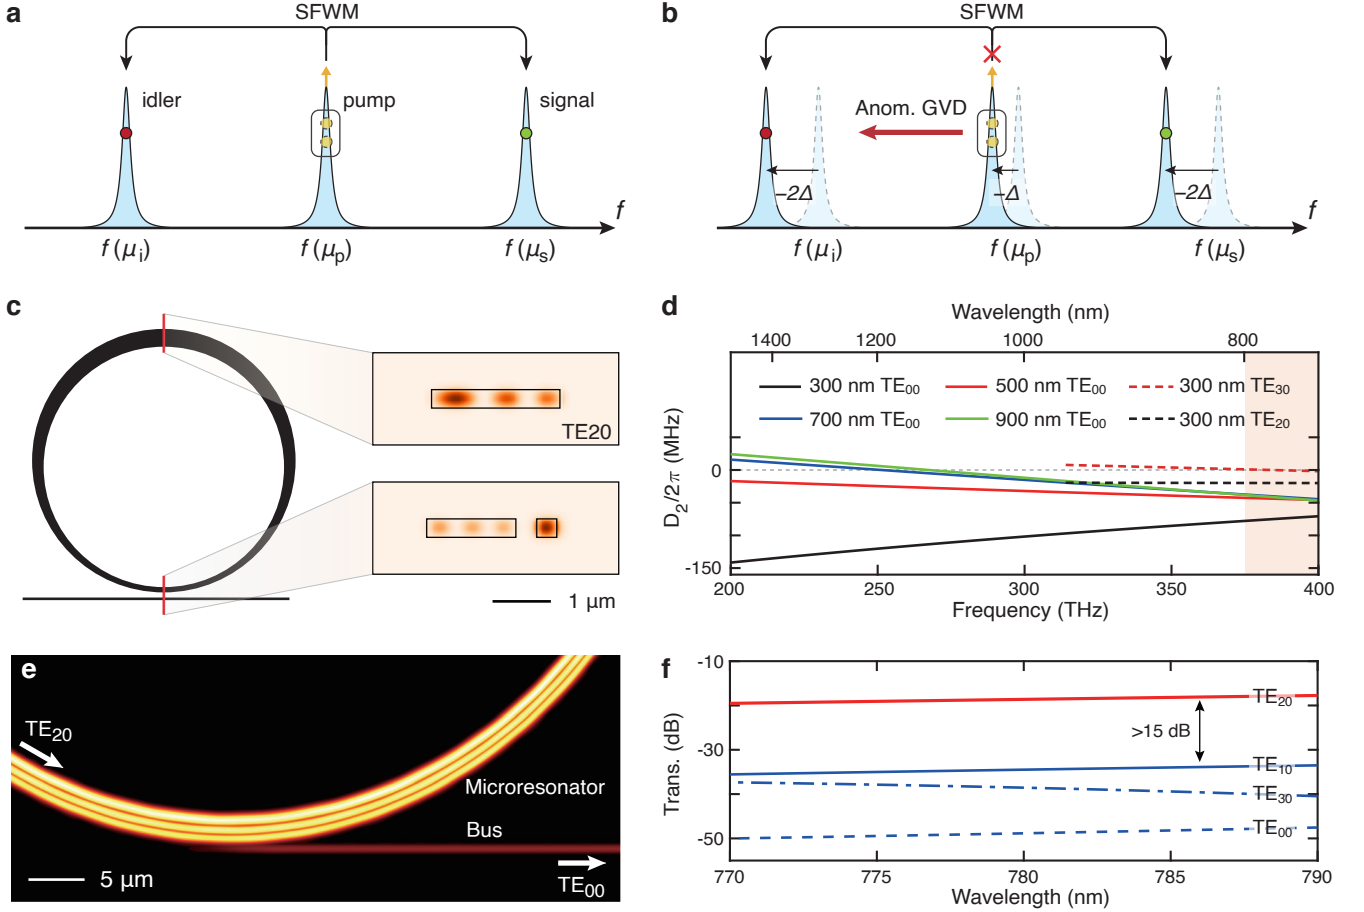 a
SFWM
idler
pump
signal
f
f (μi)
f (μp)
f (μs)
b
SFWM
Anom. GVD
−2Δ
−Δ
−2Δ
f
f (μi)
f (μp)
f (μs)
c
TE20
1 μm
d
Wavelength (nm)
1400
1200
1000
800
300 nm TE00
500 nm TE00
300 nm TE30
700 nm TE00
900 nm TE00
300 nm TE20
D2/2π (MHz)
0
-150
200
250
300
350
400
Frequency (THz)
e
TE20
Microresonator
Bus
5 μm
TE00
f
Trans. (dB)
-10
-30
-50
TE20
>15 dB
TE10
TE30
TE00
770
775
780
785
790
Wavelength (nm)